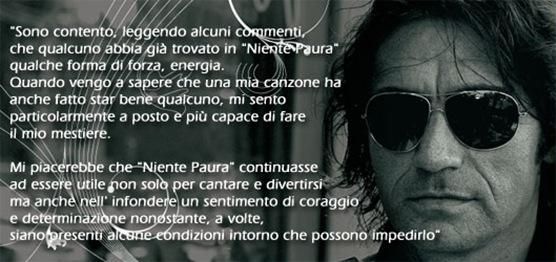 "Sono contento, leggendo alcuni commenti,
che qualcuno abbia già trovato in "Niente Paura"
qualche forma di forza, energia.
Quando vengo a sapere che una mia canzone ha
anche fatto star bene qualcuno, mi sento
particolarmente a posto e più capace di fare
il mio mestiere.
Mi piacerebbe che "Niente Paura" continuasse
ad essere utile non solo per cantare e divertirsi
ma anche nell' infondere un sentimento di coraggio
e determinazione nonostante, a volte,
siano presenti alcune condizioni intorno che possono impedirlo"